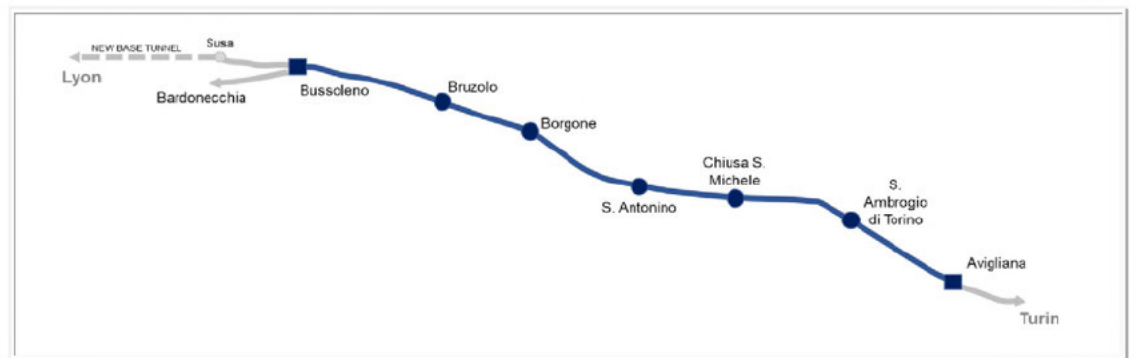 NEW BASE TUNNEL
Susa
Lyon
Bardonecchia
Bussoleno
Bruzolo
Borgone
S. Antonino
Chiusa S.
Michele
S.
Ambrogio
di Torino
Avigliana
Turin